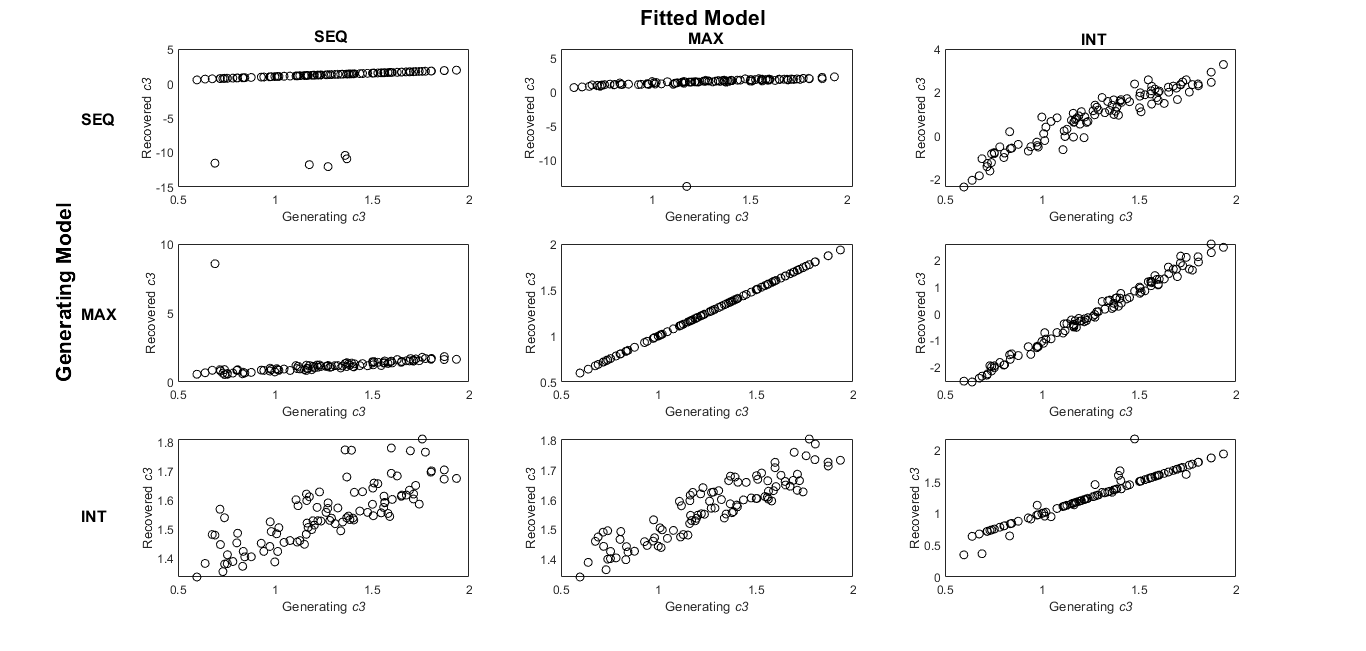 Fitted Model
SEQ MAX INT
Generating Model
SEQ
Recovered c3
5
0
-5
-10
-15
0.5 1 1.5 2
Generating c3
Recovered c3
5
0
-5
-10
1 1.5 2
Generating c3
Recovered c3
4
2
0
-2
0.5 1 1.5 2
Generating c3
MAX
Recovered c3
10
5
0
0.5 1 1.5 2
Generating c3
Recovered c3
2
1.5
1
0.5
0.5 1 1.5 2
Generating c3
Recovered c3
2
1
0
-1
-2
0.5 1 1.5 2
Generating c3
INT
Recovered c3
1.8
1.7
1.6
1.5
1.4
0.5 1 1.5 2
Generating c3
Recovered c3
1.8
1.7
1.6
1.5
1.4
0.5 1 1.5 2
Generating c3
Recovered c3
2
1.5
1
0.5
0
0.5 1 1.5 2
Generating c3